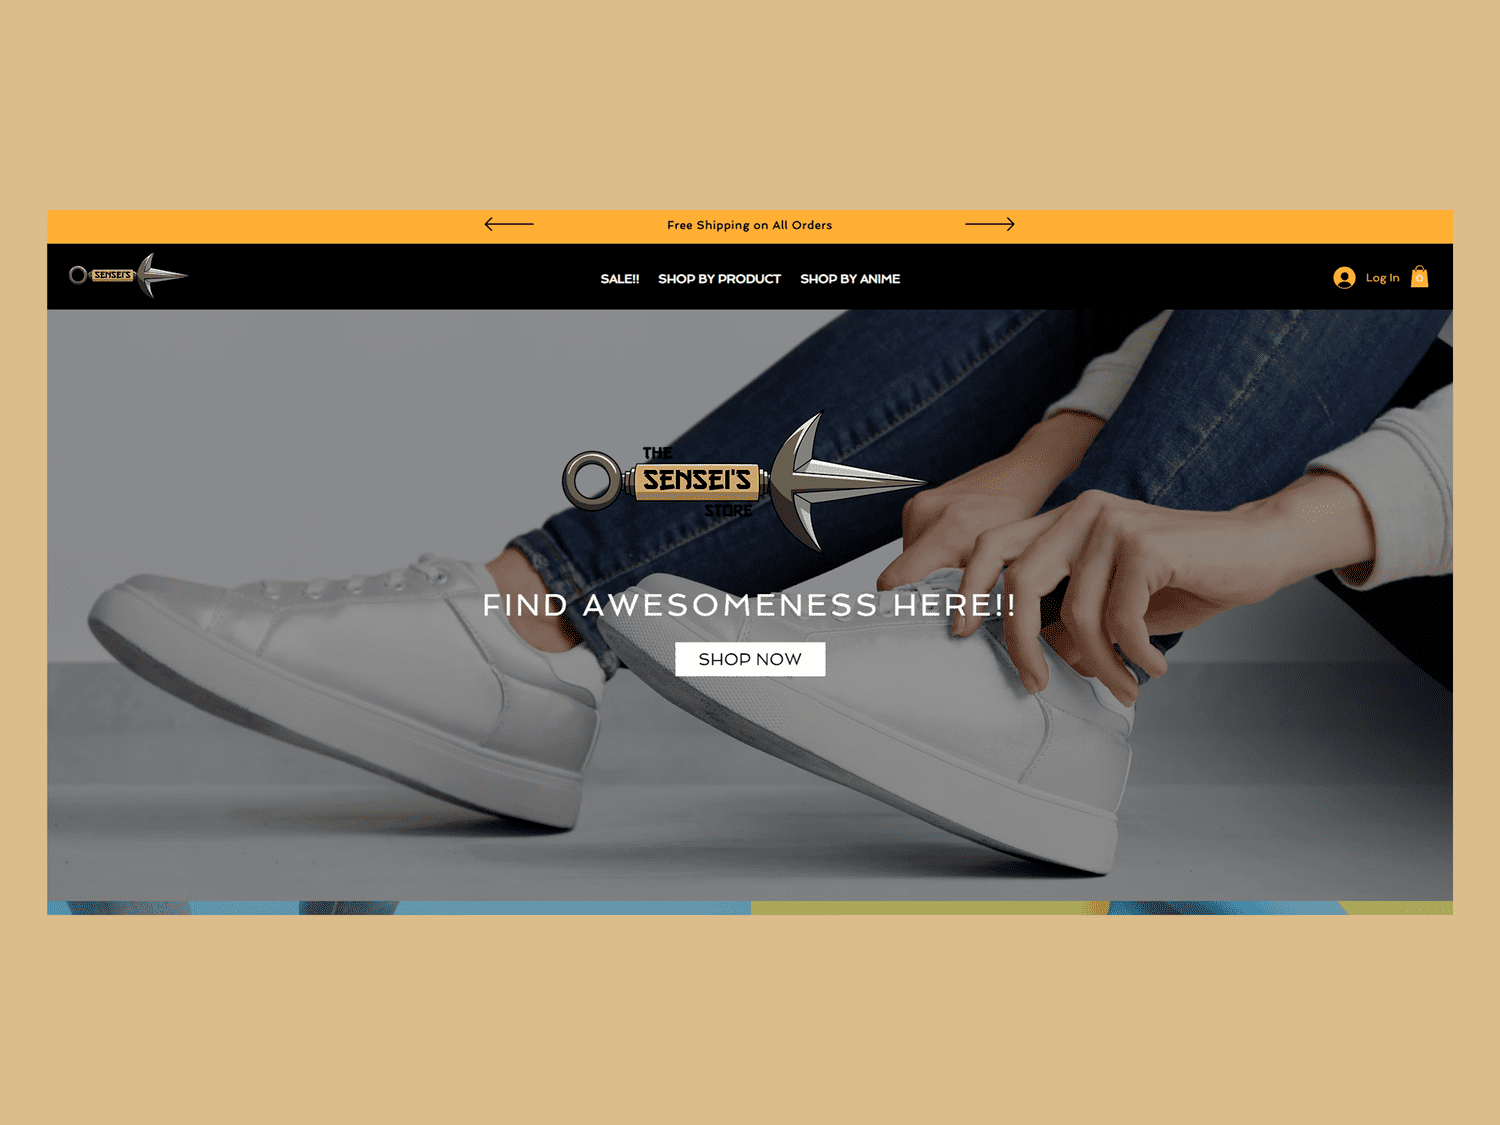 Free Shipping on All Orders
SENSEI'S
SALE!! SHOP BY PRODUCT SHOP BY ANIME
Log In
0
THE
SENSEI'S
STORE
FIND AWESOMENESS HERE!!
SHOP NOW